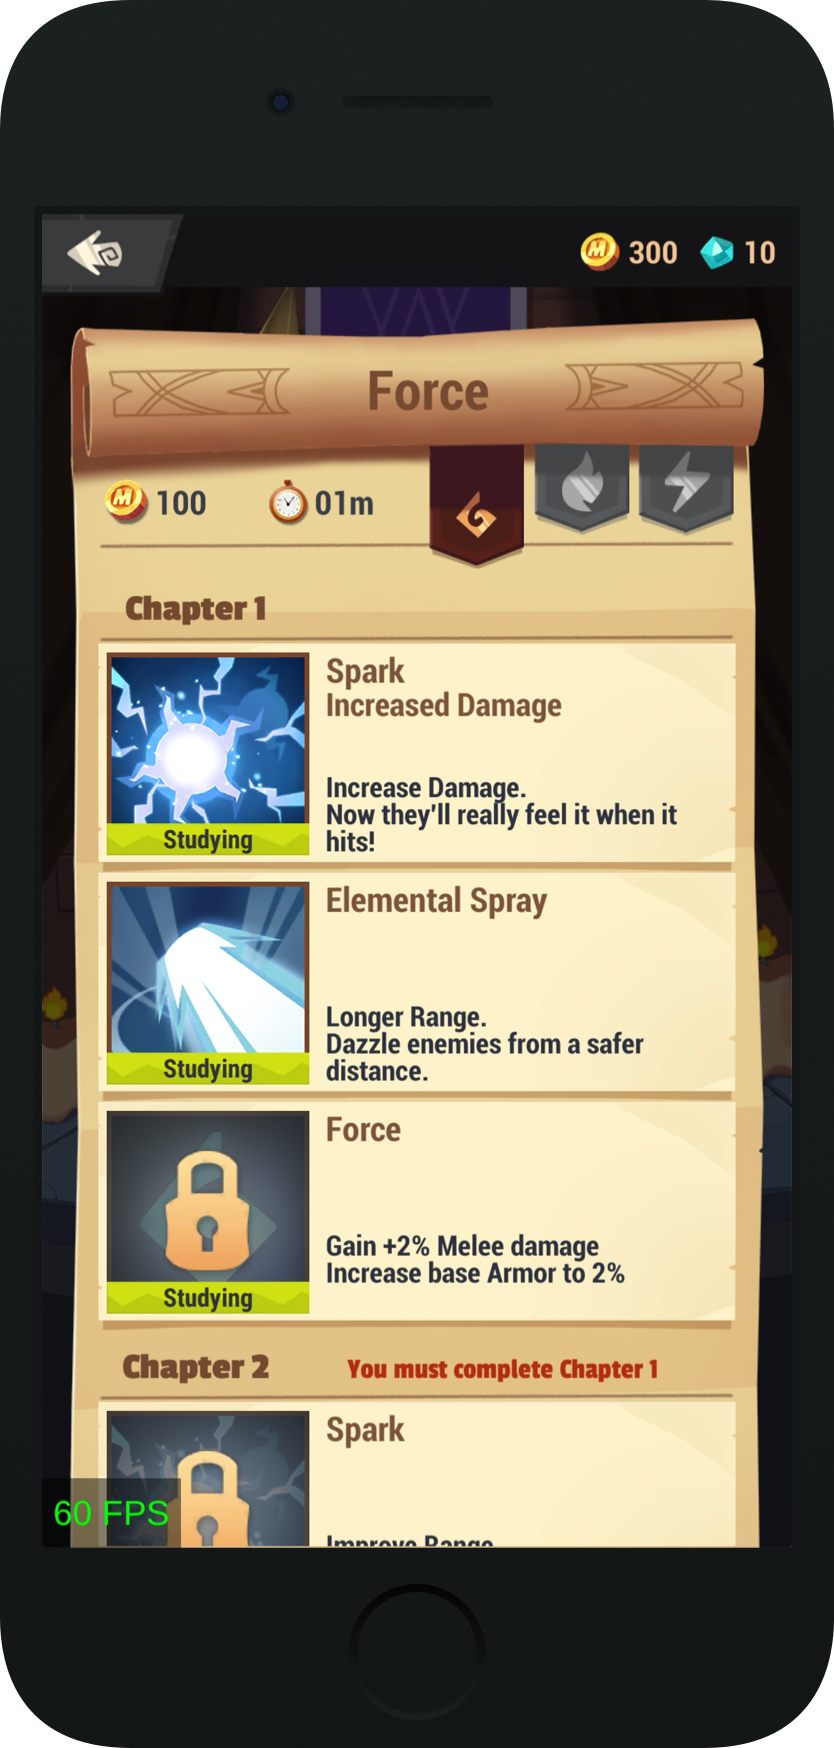 300 10
Force
100 01m
Chapter 1
Spark
Increased Damage
Increase Damage.
Now they'll really feel it when it
hits!
Studying
Elemental Spray
Longer Range.
Dazzle enemies from a safer
distance.
Studying
Force
Gain +2% Melee damage
Increase base Armor to 2%
Studying
Chapter 2 You must complete Chapter 1
Spark
60 FPS
Improve Range